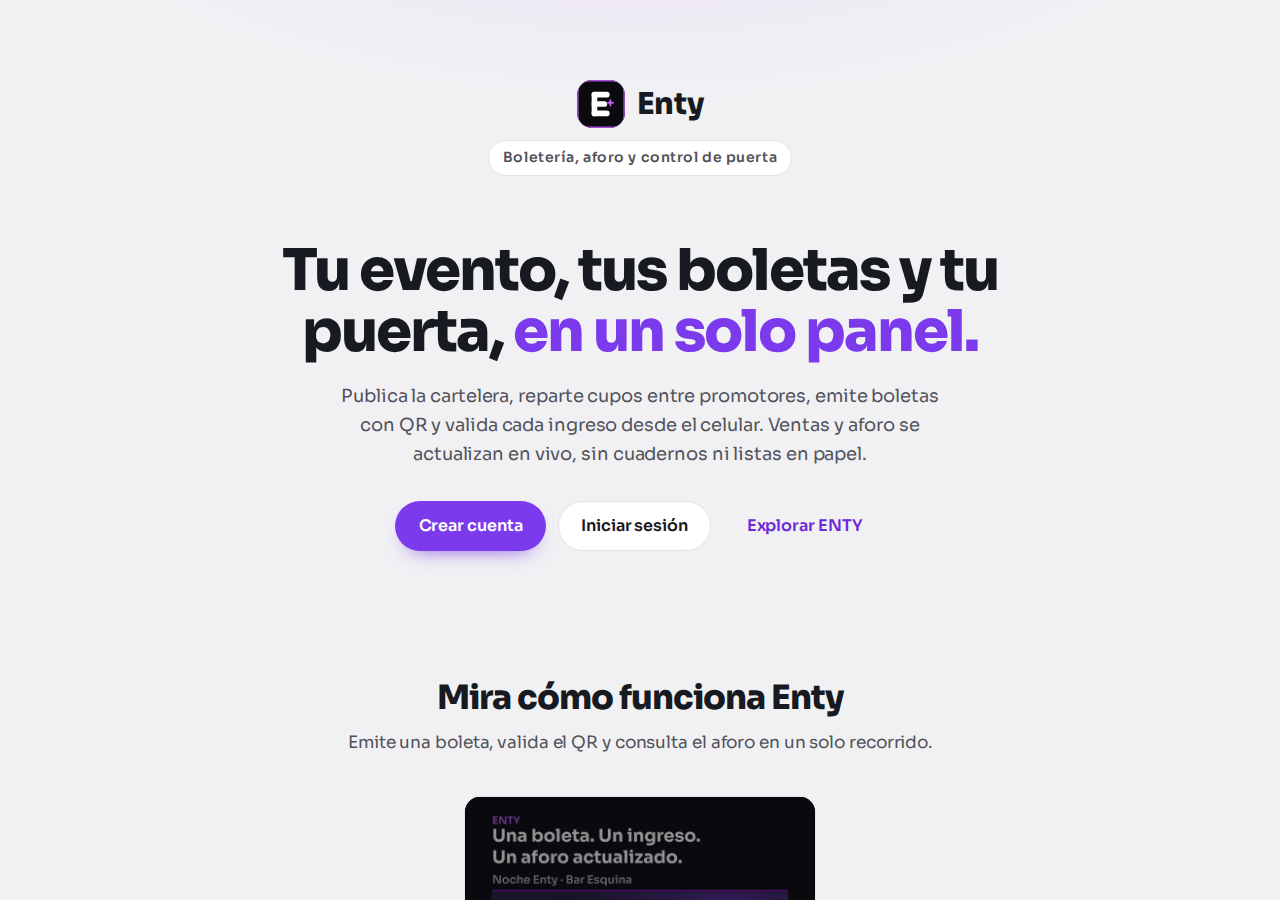 E
Enty
Boletería, aforo y control de puerta
Tu evento, tus boletas y tu
puerta, en un solo panel.
Publica la cartelera, reparte cupos entre promotores, emite boletas
con QR y valida cada ingreso desde el celular. Ventas y aforo se
actualizan en vivo, sin cuadernos ni listas en papel.
Crear cuenta Iniciar sesión Explorar ENTY
Mira cómo funciona Enty
Emite una boleta, valida el QR y consulta el aforo en un solo recorrido.
ENTY
Una boleta. Un ingreso.
Un aforo actualizado.
Noche Enty · Bar Esquina